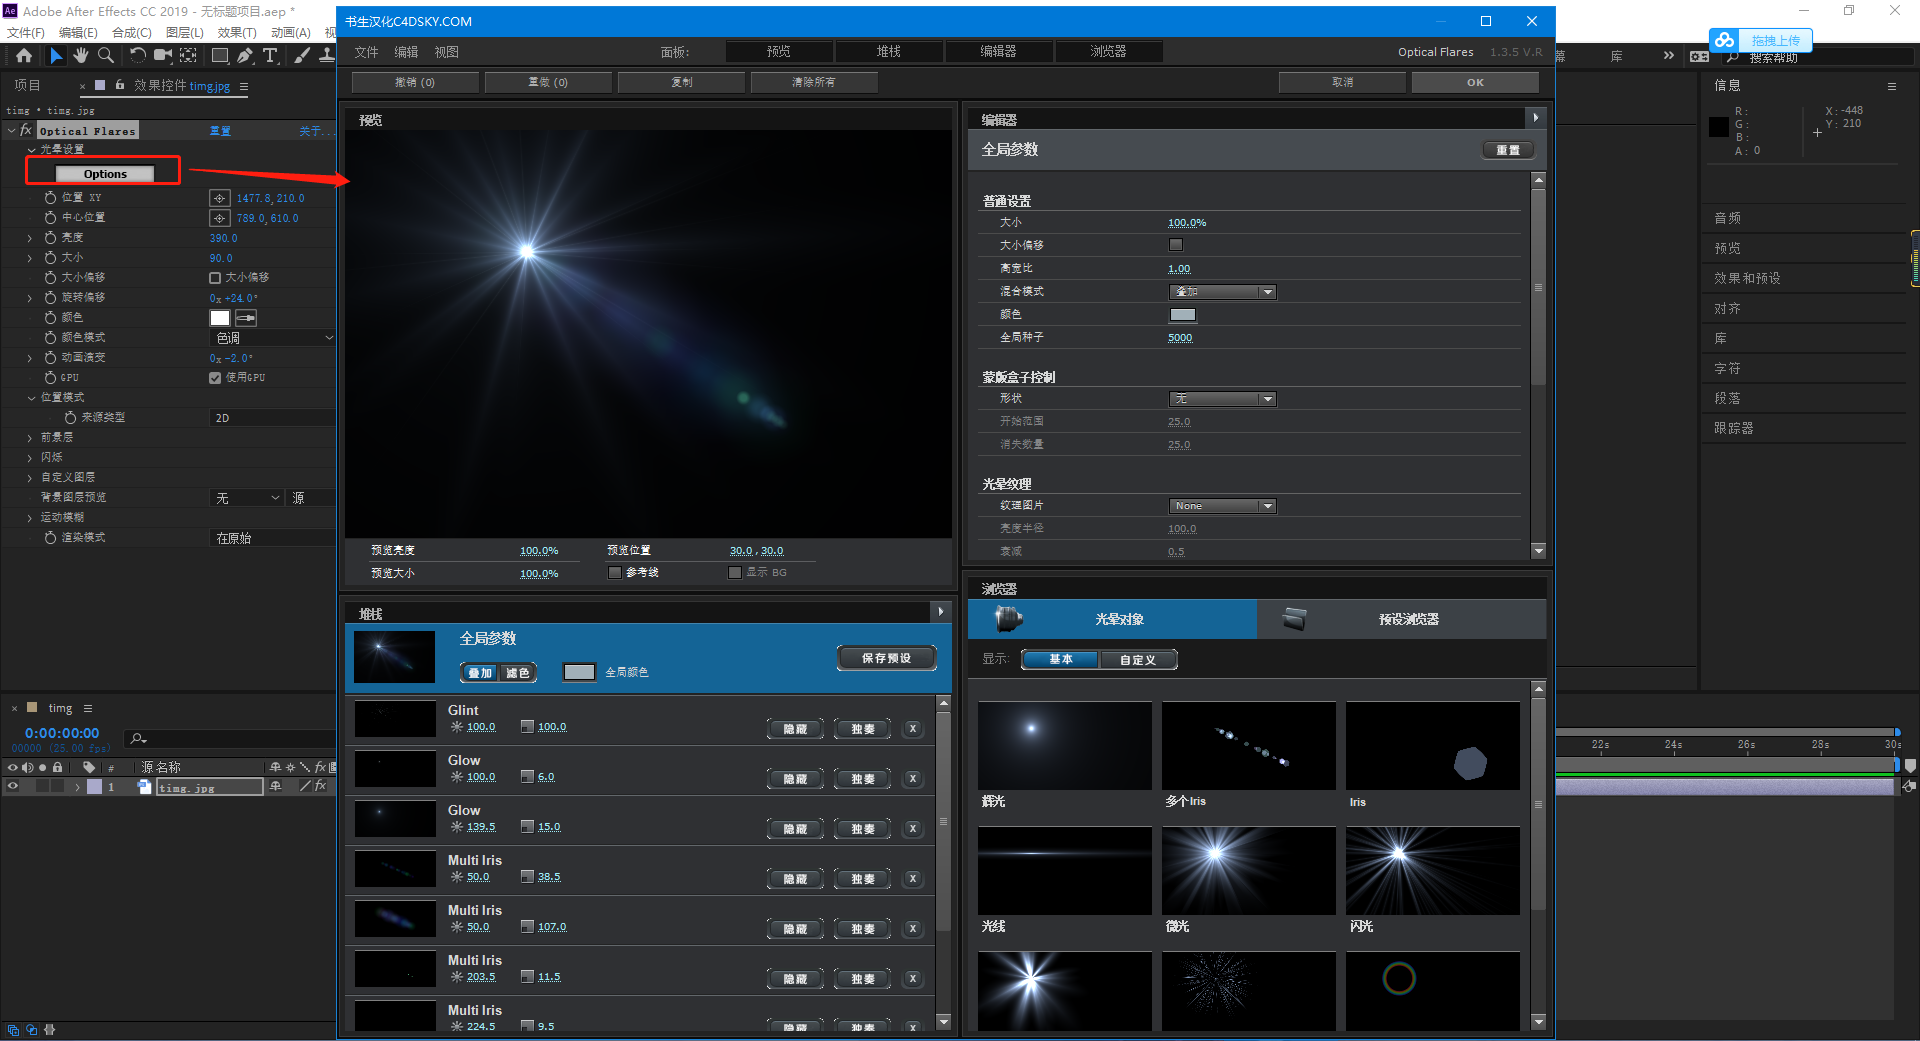 Adobe After Effects CC 2019 - 无标题项目.aep *
文件(F) 编辑(E) 合成(C) 图层(L) 效果(T) 动画(A) 视
项目
效果控件 timg.jpg
timg • timg.jpg
fx Optical Flares 重置 关于...
光晕设置
Options
位置 XY 1477.8, 210.0
中心位置 789.0, 610.0
亮度 390.0
大小 90.0
大小偏移 大小偏移
旋转偏移 0x +24.0°
颜色
颜色模式 色调
动画演变 0x -2.0°
GPU 使用GPU
位置模式
来源类型 2D
前景层
闪烁
自定义图层
背景图层预览 无 源
运动模糊
渲染模式 在原始
书生汉化C4DSKY.COM
文件 编辑 视图 面板: 预览 堆栈 编辑器 浏览器 Optical Flares 1.3.5 V.R
撤销 (0) 重做 (0) 复制 清除所有 取消 OK
预览
预览亮度 100.0% 预览位置 30.0 , 30.0
预览大小 100.0% 参考线 显示 BG
堆栈
全局参数
叠加 滤色 全局颜色 保存预设
Glint
100.0 100.0 隐藏 独奏 X
Glow
100.0 6.0 隐藏 独奏 X
Glow
139.5 15.0 隐藏 独奏 X
Multi Iris
50.0 38.5 隐藏 独奏 X
Multi Iris
50.0 107.0 隐藏 独奏 X
Multi Iris
203.5 11.5 隐藏 独奏 X
Multi Iris
224.5 9.5 隐藏 独奏 X
编辑器
全局参数 重置
普通设置
大小 100.0%
大小偏移
高宽比 1.00
混合模式 叠加
颜色
全局种子 5000
蒙版盒子控制
形状 无
开始范围 25.0
消失数量 25.0
光晕纹理
纹理图片 None
亮度半径 100.0
衰减 0.5
浏览器
光晕对象 预设浏览器
显示: 基本 自定义
辉光 多个Iris Iris
光线 微光 闪光
库
拖拽上传
搜索帮助
信息
R :
G :
B :
A : 0
X : -448
Y : 210
音频
预览
效果和预设
对齐
库
字符
段落
跟踪器
timg
0:00:00:00
00000 (25.00 fps)
# 源名称 fx
1 timg.jpg fx
22s 24s 26s 28s 30s